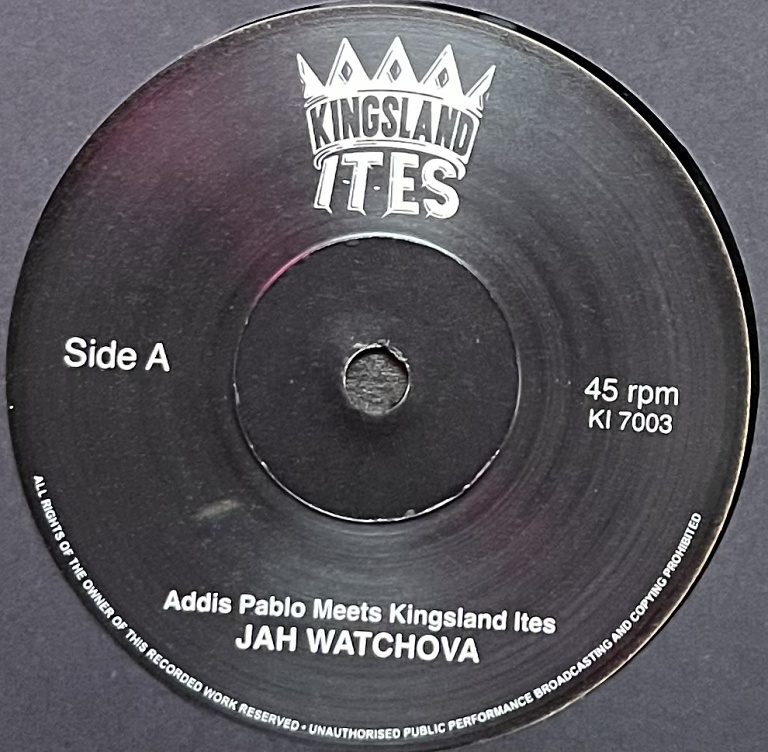 KINGSLAND
I-T-ES
Side A
45 rpm
KI 7003
Addis Pablo Meets Kingsland Ites
JAH WATCHOVA
ALL RIGHTS OF THE OWNER OF THIS RECORDED WORK RESERVED • UNAUTHORISED PUBLIC PERFORMANCE BROADCASTING AND COPYING PROHIBITED